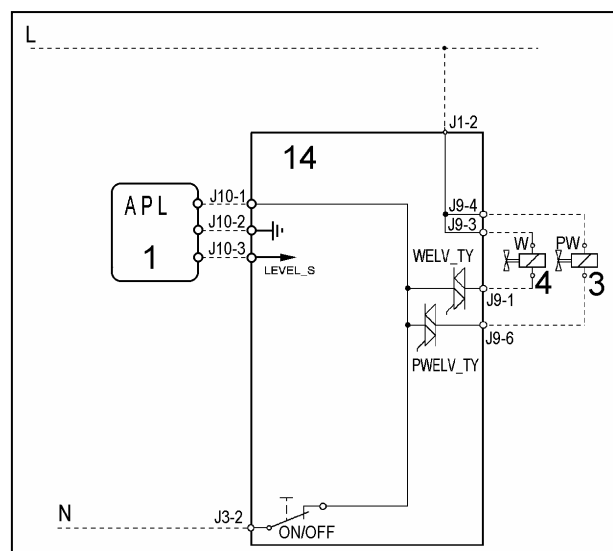 L
J1-2
14
APL
1
J10-1
J10-2
J10-3
LEVEL_S
J9-4
J9-3
W
PW
WELV_TY
4
3
J9-1
J9-6
PWELV_TY
N
J3-2
ON/OFF